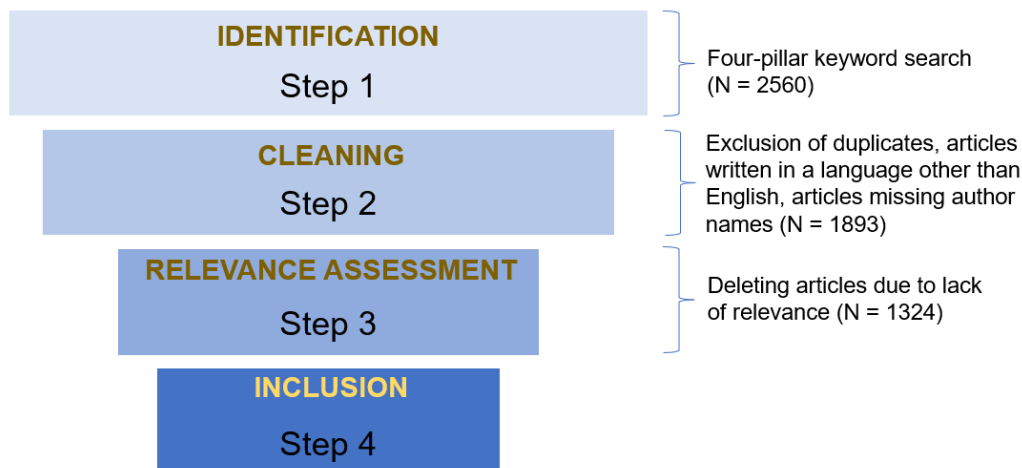 IDENTIFICATION
Step 1
Four-pillar keyword search
(N = 2560)
CLEANING
Step 2
Exclusion of duplicates, articles
written in a language other than
English, articles missing author
names (N = 1893)
RELEVANCE ASSESSMENT
Step 3
Deleting articles due to lack
of relevance (N = 1324)
INCLUSION
Step 4